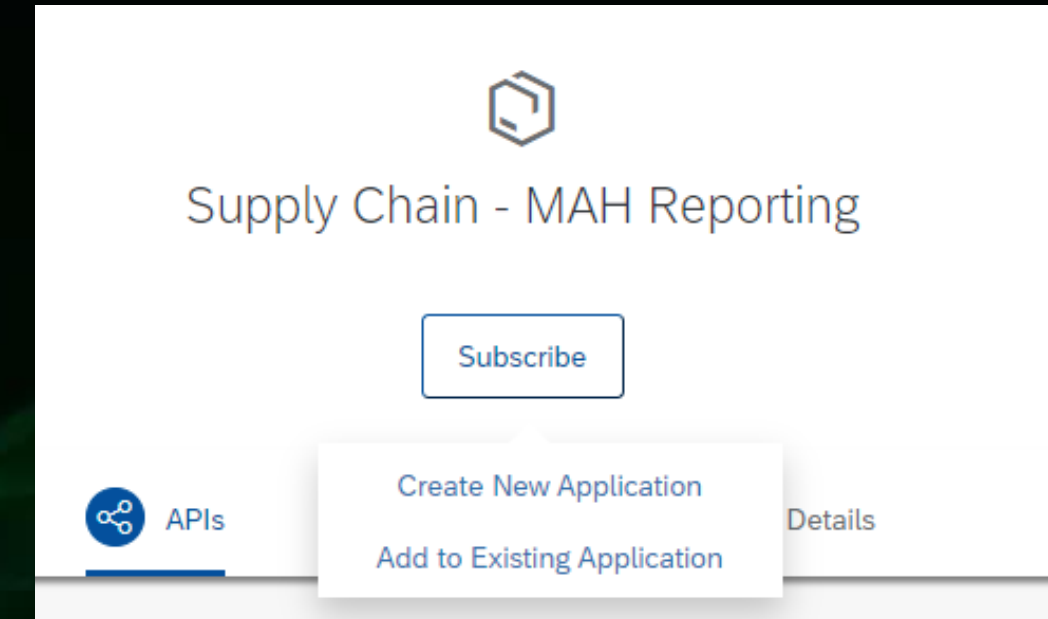 Supply Chain - MAH Reporting
Subscribe
Create New Application
Add to Existing Application
APIs
Details